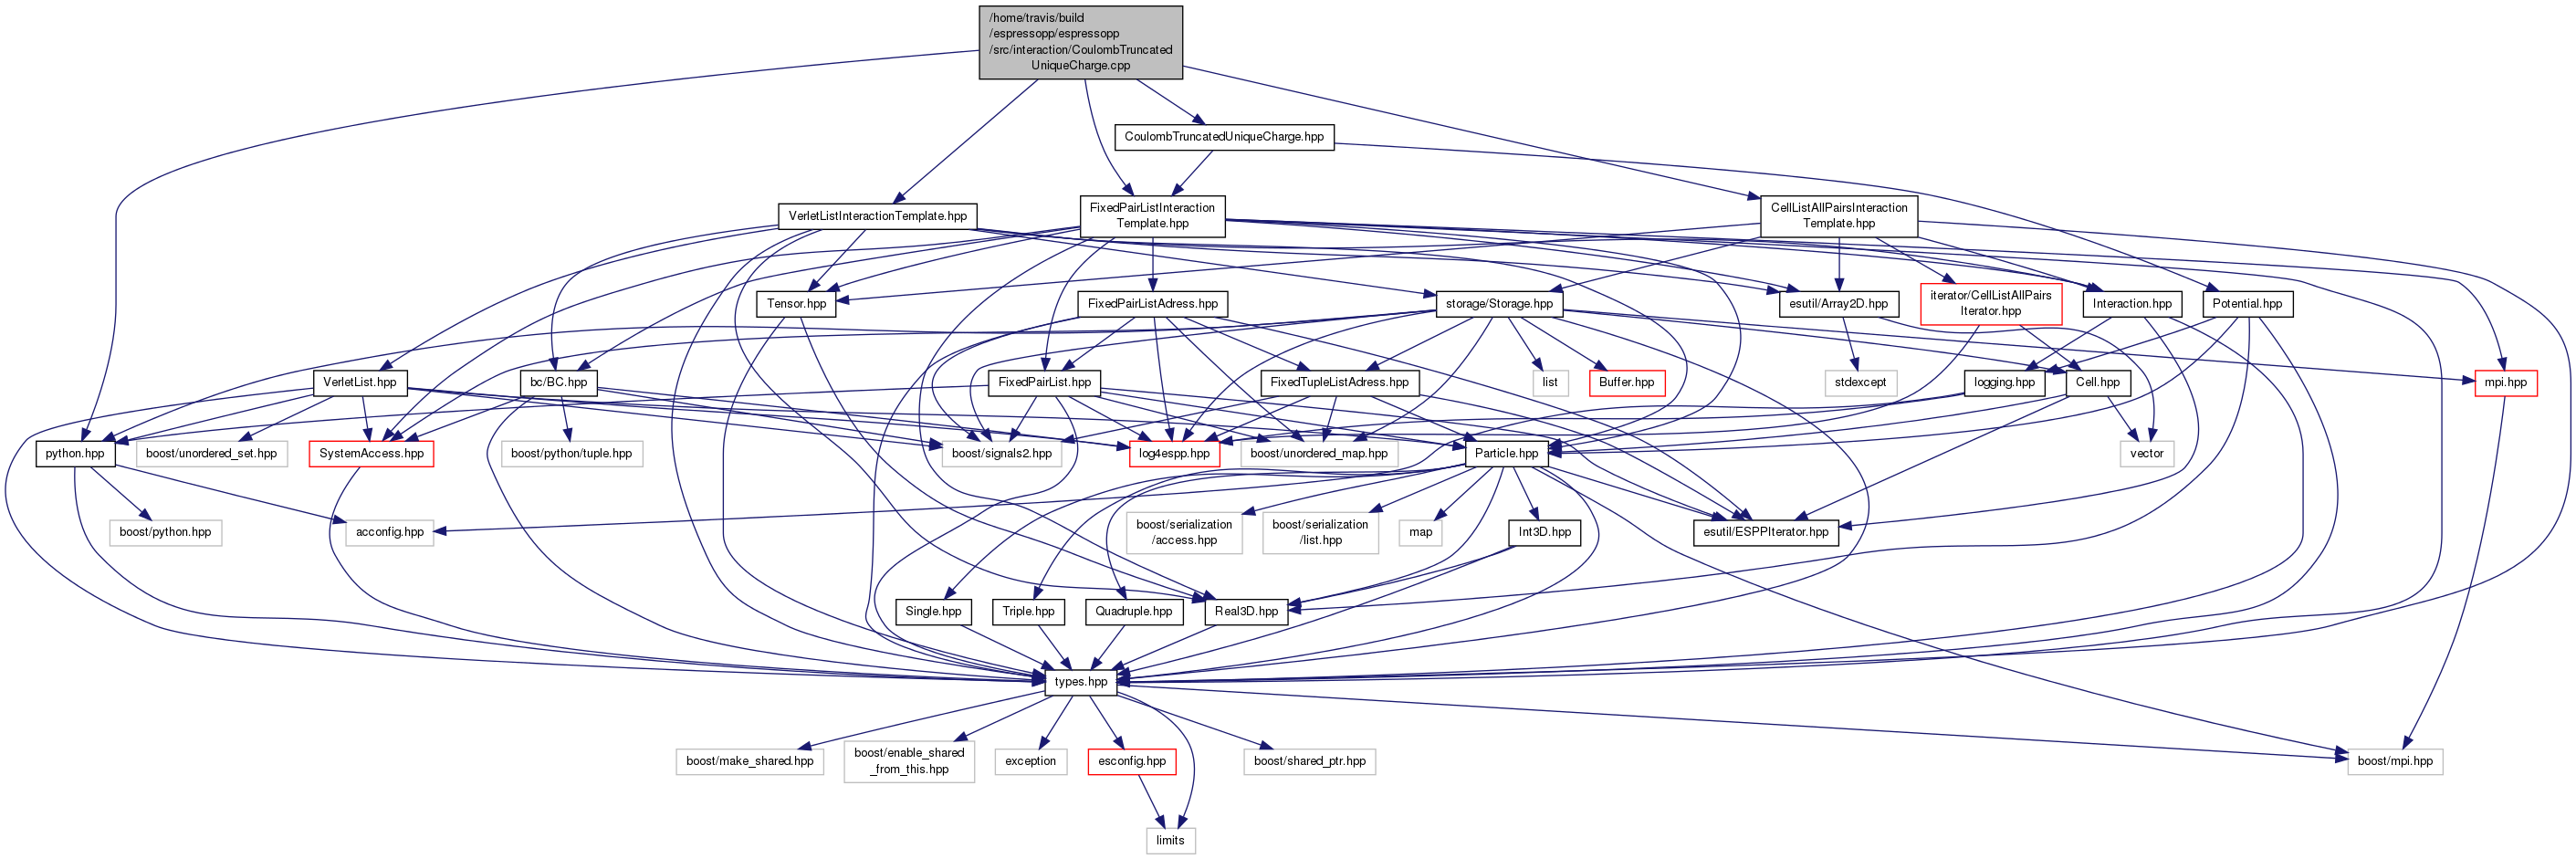 /home/travis/build
/espressopp/espressopp
/src/interaction/CoulombTruncated
UniqueCharge.cpp
CoulombTruncatedUniqueCharge.hpp
VerletListInteractionTemplate.hpp
FixedPairListInteraction
Template.hpp
CellListAllPairsInteraction
Template.hpp
Tensor.hpp
FixedPairListAdress.hpp
storage/Storage.hpp
esutil/Array2D.hpp
iterator/CellListAllPairs
Iterator.hpp
Interaction.hpp
Potential.hpp
VerletList.hpp
bc/BC.hpp
FixedPairList.hpp
FixedTupleListAdress.hpp
list
Buffer.hpp
stdexcept
logging.hpp
Cell.hpp
mpi.hpp
python.hpp
boost/unordered_set.hpp
SystemAccess.hpp
boost/python/tuple.hpp
boost/signals2.hpp
log4espp.hpp
boost/unordered_map.hpp
Particle.hpp
vector
boost/python.hpp
acconfig.hpp
boost/serialization
/access.hpp
boost/serialization
/list.hpp
map
Int3D.hpp
esutil/ESPPIterator.hpp
Single.hpp
Triple.hpp
Quadruple.hpp
Real3D.hpp
types.hpp
boost/make_shared.hpp
boost/enable_shared
_from_this.hpp
exception
esconfig.hpp
boost/shared_ptr.hpp
boost/mpi.hpp
limits